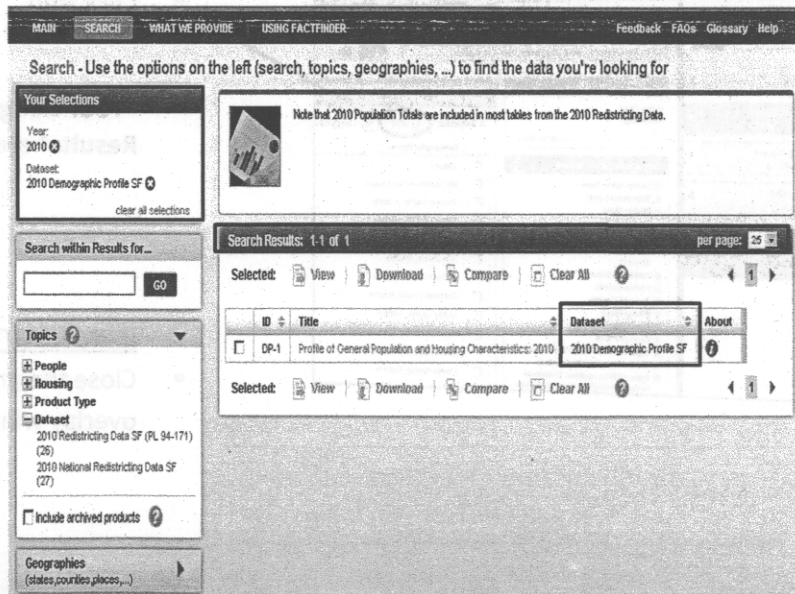 MAIN SEARCH WHAT WE PROVIDE USING FACTFINDER Feedback FAQs Glossary Help
Search - Use the options on the left (search, topics, geographies, ...) to find the data you're looking for
Your Selections
Year:
2010
Dataset:
2010 Demographic Profile SF
clear all selections
Search within Results for...
GO
Topics ?
People
Housing
Product Type
Dataset
2010 Redistricting Data SF (PL 94-171)
(26)
2010 National Redistricting Data SF
(27)
Include archived products ?
Geographies
(states,counties,places,...)
Note that 2010 Population Totals are included in most tables from the 2010 Redistricting Data.
Search Results: 1-1 of 1 per page: 25
Selected: View | Download | Compare | Clear All ? 1
ID Title Dataset About
DP-1 Profile of General Population and Housing Characteristics: 2010 2010 Demographic Profile SF i
Selected: View | Download | Compare | Clear All ? 1